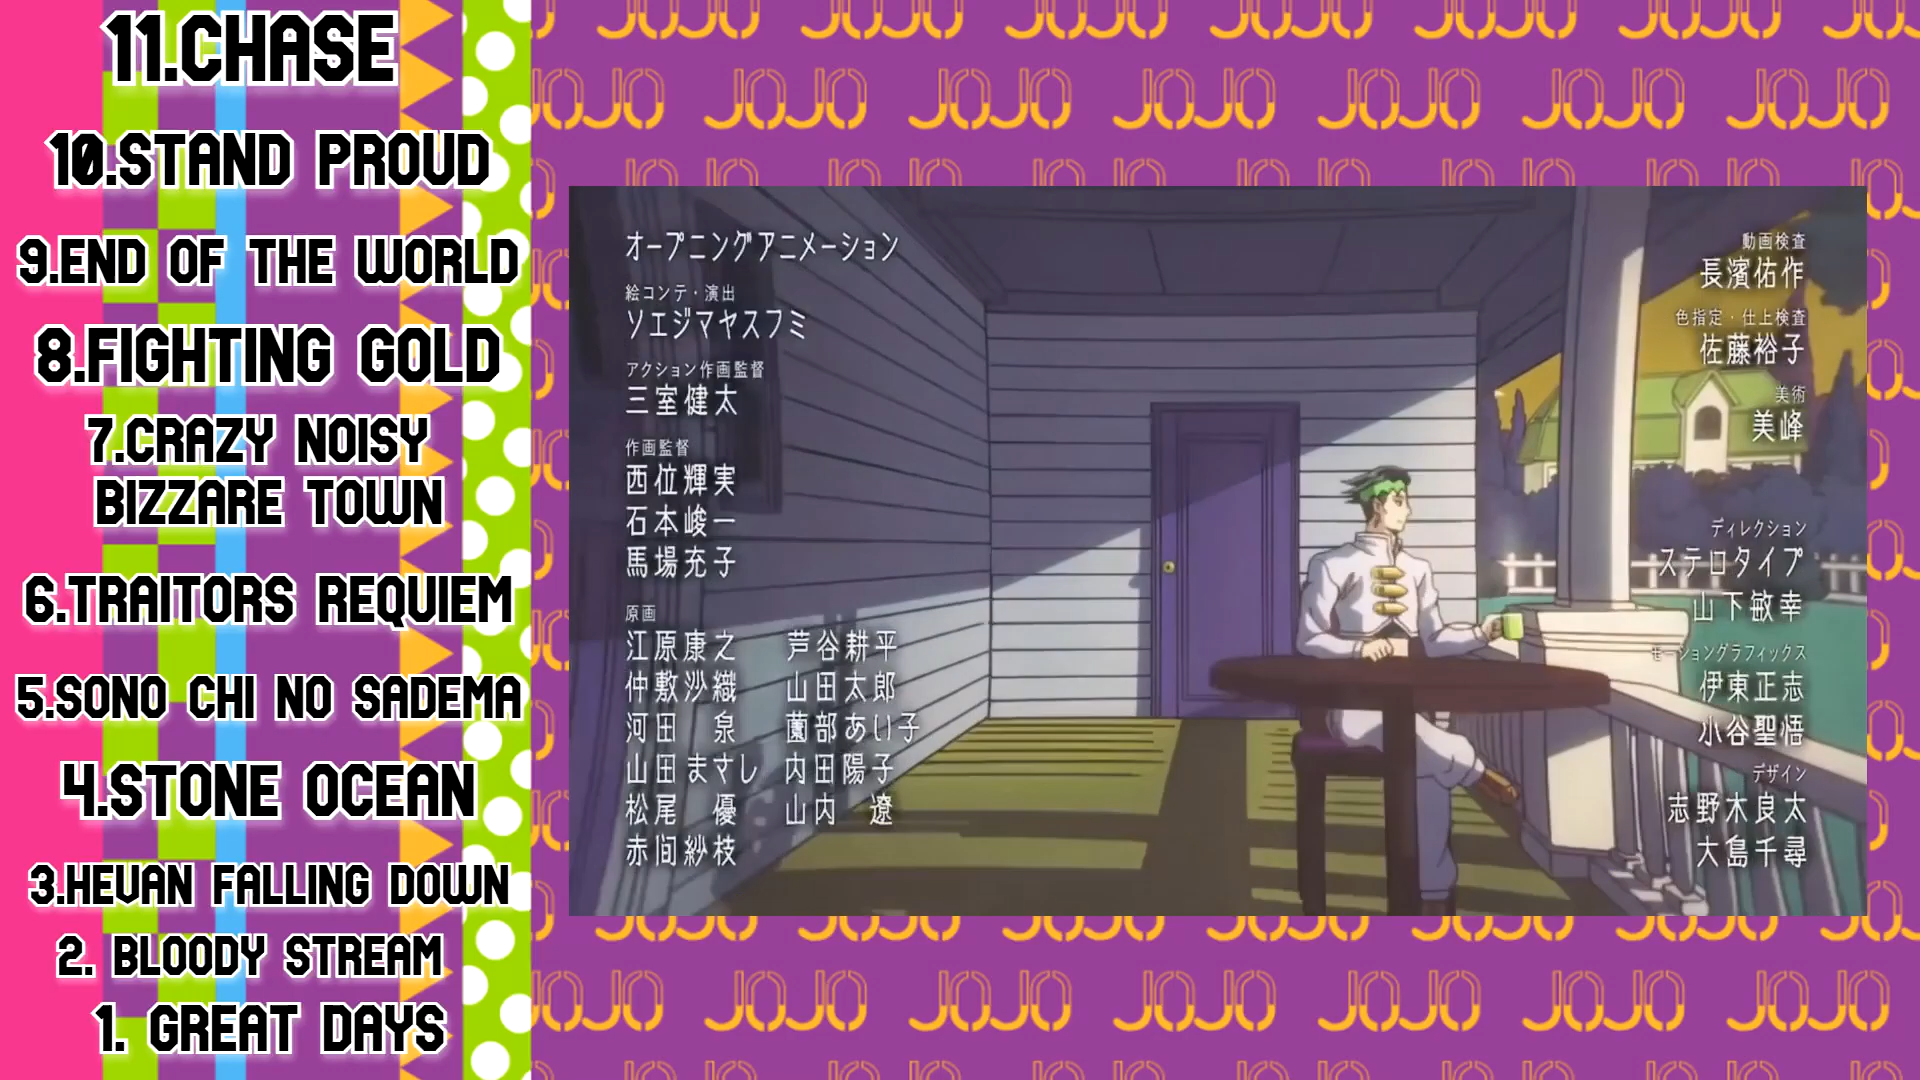 11.CHASE
10.STAND PROUD
9.END OF THE WORLD
8.FIGHTING GOLD
7.CRAZY NOISY
BIZZARE TOWN
6.TRAITORS REQUIEM
5.SONO CHI NO SADEMA
4.STONE OCEAN
3.HEVAN FALLING DOWN
2. BLOODY STREAM
1. GREAT DAYS
オープニングアニメーション
絵コンテ・演出
ソエジマヤスフミ
アクション作画監督
三室健太
作画監督
西位輝実
石本峻一
馬場充子
原画
江原康之 芦谷耕平
仲敷沙織 山田太郎
河田 泉 薗部あい子
山田まさし 内田陽子
松尾 優 山内 遼
赤間紗枝
動画検査
長濱佑作
色指定・仕上検査
佐藤裕子
美術
美峰
ディレクション
ステロタイプ
山下敏幸
モーショングラフィックス
伊東正志
小谷聖悟
デザイン
志野木良太
大島千尋
JOJO JOJO JOJO JOJO JOJO JOJO JOJO